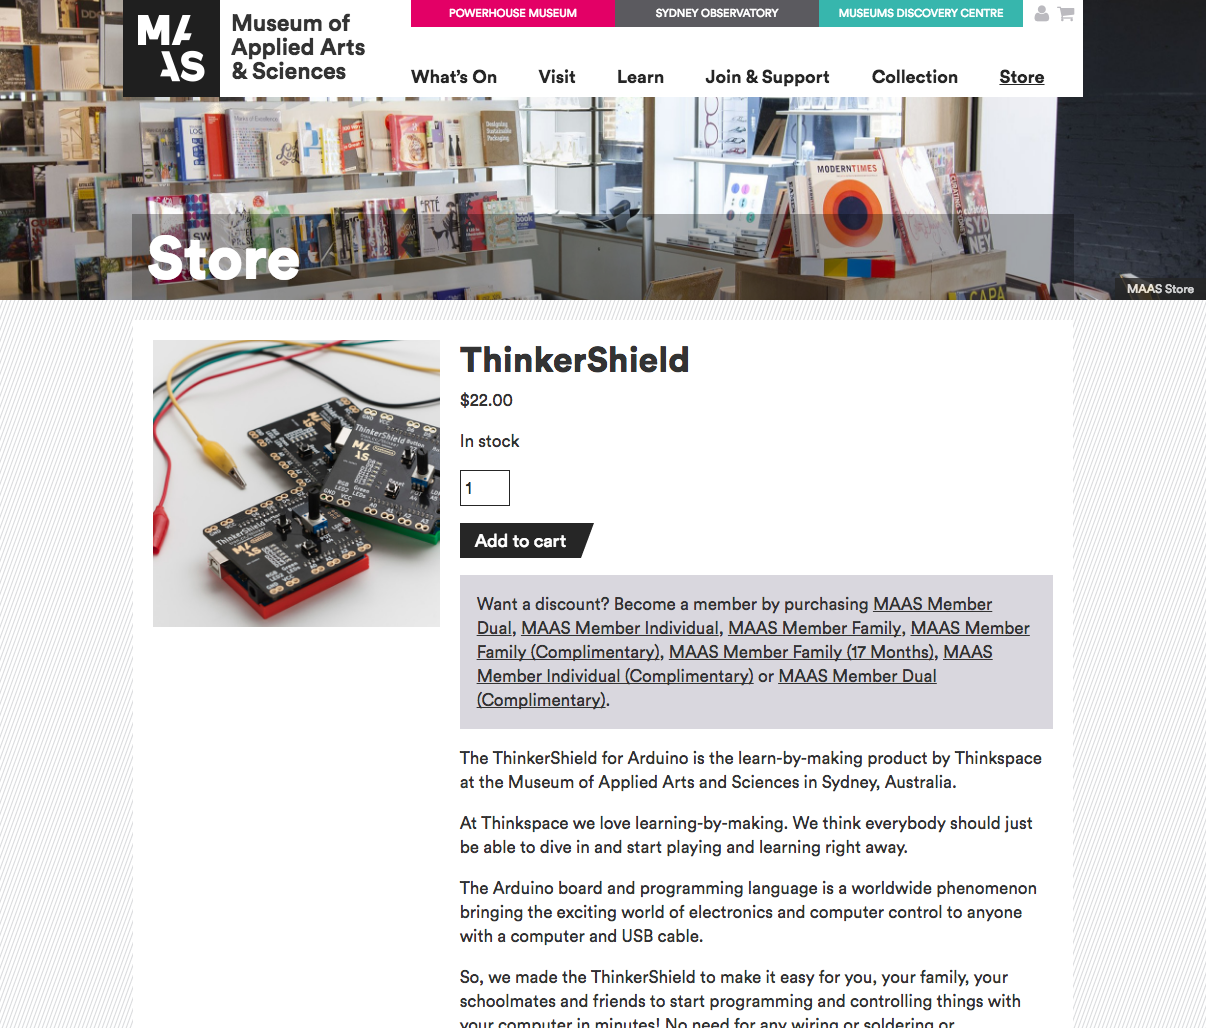 MAAS
Museum of
Applied Arts
& Sciences
POWERHOUSE MUSEUM
SYDNEY OBSERVATORY
MUSEUMS DISCOVERY CENTRE
What's On
Visit
Learn
Join & Support
Collection
Store
MODERNTIMES
Store
MAAS Store
ThinkerShield
$22.00
In stock
1
Add to cart
Want a discount? Become a member by purchasing MAAS Member
Dual, MAAS Member Individual, MAAS Member Family, MAAS Member
Family (Complimentary), MAAS Member Family (17 Months), MAAS
Member Individual (Complimentary) or MAAS Member Dual
(Complimentary).
The ThinkerShield for Arduino is the learn-by-making product by Thinkspace
at the Museum of Applied Arts and Sciences in Sydney, Australia.
At Thinkspace we love learning-by-making. We think everybody should just
be able to dive in and start playing and learning right away.
The Arduino board and programming language is a worldwide phenomenon
bringing the exciting world of electronics and computer control to anyone
with a computer and USB cable.
So, we made the ThinkerShield to make it easy for you, your family, your
schoolmates and friends to start programming and controlling things with
your computer in minutes! No need for any wiring or soldering or